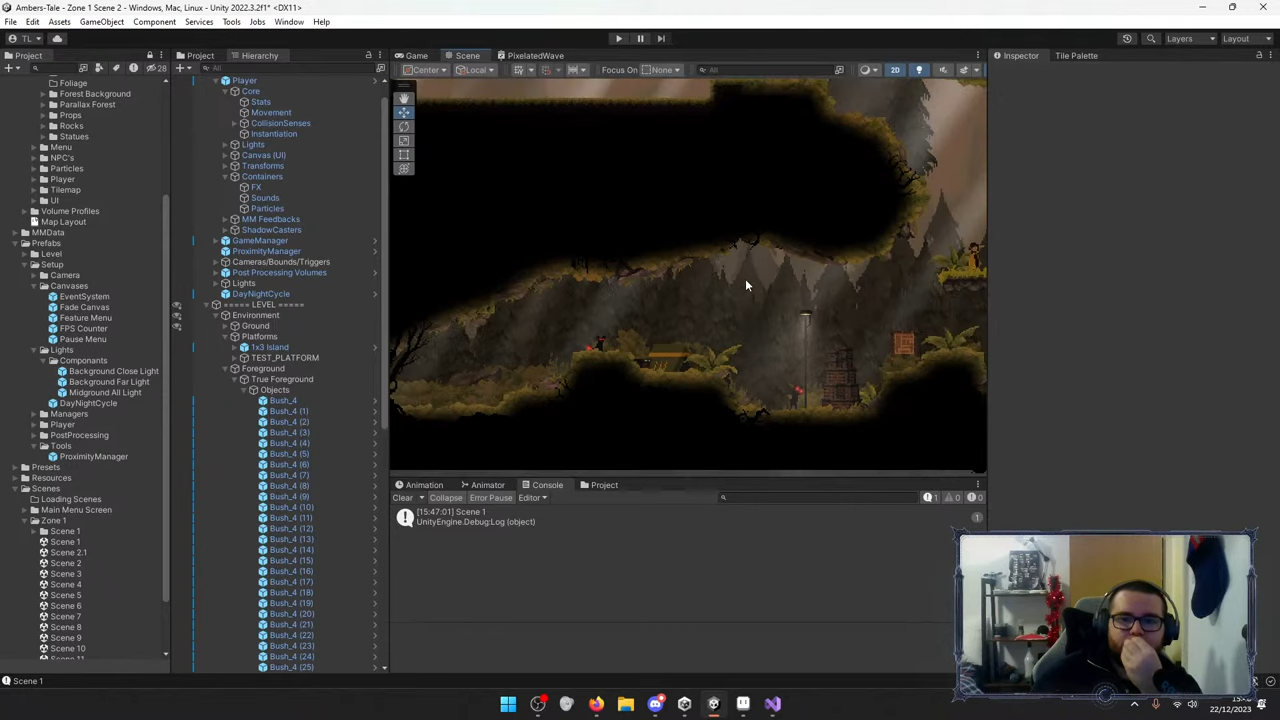 Ambers-Tale - Zone 1 Scene 2 - Windows, Mac, Linux - Unity 2022.3.2f1* <DX11>
File Edit Assets GameObject Component Services Tools Jobs Window Help
TL
Layers
Layout
Project
28
Foliage
Forest Background
Parallax Forest
Props
Rocks
Statues
Menu
NPC's
Particles
Player
Tilemap
UI
Volume Profiles
Map Layout
MMData
Prefabs
Level
Setup
Camera
Canvases
EventSystem
Fade Canvas
Feature Menu
FPS Counter
Pause Menu
Lights
Componants
Background Close Light
Background Far Light
Midground All Light
DayNightCycle
Managers
Player
PostProcessing
Tools
ProximityManager
Presets
Resources
Scenes
Loading Scenes
Main Menu Screen
Zone 1
Scene 1
Scene 1
Scene 2.1
Scene 2
Scene 3
Scene 4
Scene 5
Scene 6
Scene 7
Scene 8
Scene 9
Scene 10
Scene 11
Project Hierarchy
All
Player
Core
Stats
Movement
CollisionSenses
Instantiation
Lights
Canvas (UI)
Transforms
Containers
FX
Sounds
Particles
MM Feedbacks
ShadowCasters
GameManager
ProximityManager
Cameras/Bounds/Triggers
Post Processing Volumes
Lights
DayNightCycle
===== LEVEL =====
Environment
Ground
Platforms
1x3 Island
TEST_PLATFORM
Foreground
True Foreground
Objects
Bush_4
Bush_4 (1)
Bush_4 (2)
Bush_4 (3)
Bush_4 (4)
Bush_4 (5)
Bush_4 (6)
Bush_4 (7)
Bush_4 (8)
Bush_4 (9)
Bush_4 (10)
Bush_4 (11)
Bush_4 (12)
Bush_4 (13)
Bush_4 (14)
Bush_4 (15)
Bush_4 (16)
Bush_4 (17)
Bush_4 (18)
Bush_4 (19)
Bush_4 (20)
Bush_4 (21)
Bush_4 (22)
Bush_4 (23)
Bush_4 (24)
Bush_4 (25)
Game Scene PixelatedWave
Center Local Focus On None All 2D
Animation Animator Console Project
Clear Collapse Error Pause Editor 1 0 0
[15:47:01] Scene 1
UnityEngine.Debug:Log (object)
1
Inspector Tile Palette
Scene 1
22/12/2023